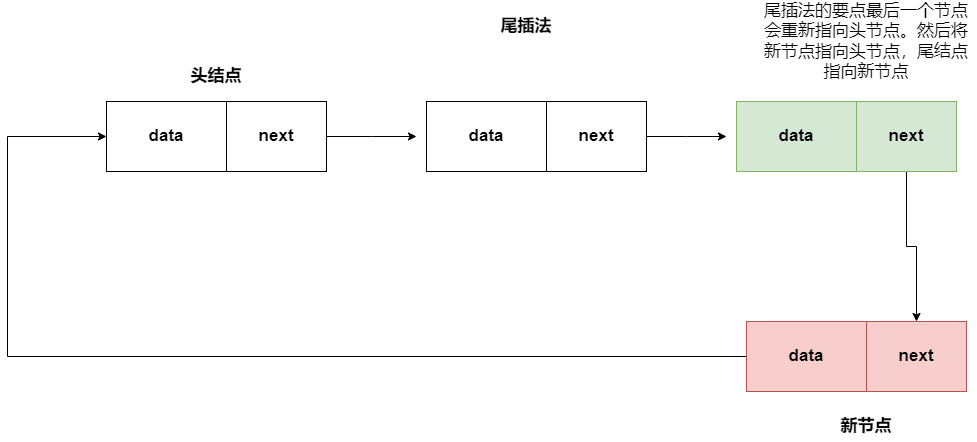 尾插法
尾插法的要点最后一个节点
会重新指向头节点。然后将
新节点指向头节点，尾结点
指向新节点
头结点
data
next
data
next
data
next
data
next
新节点